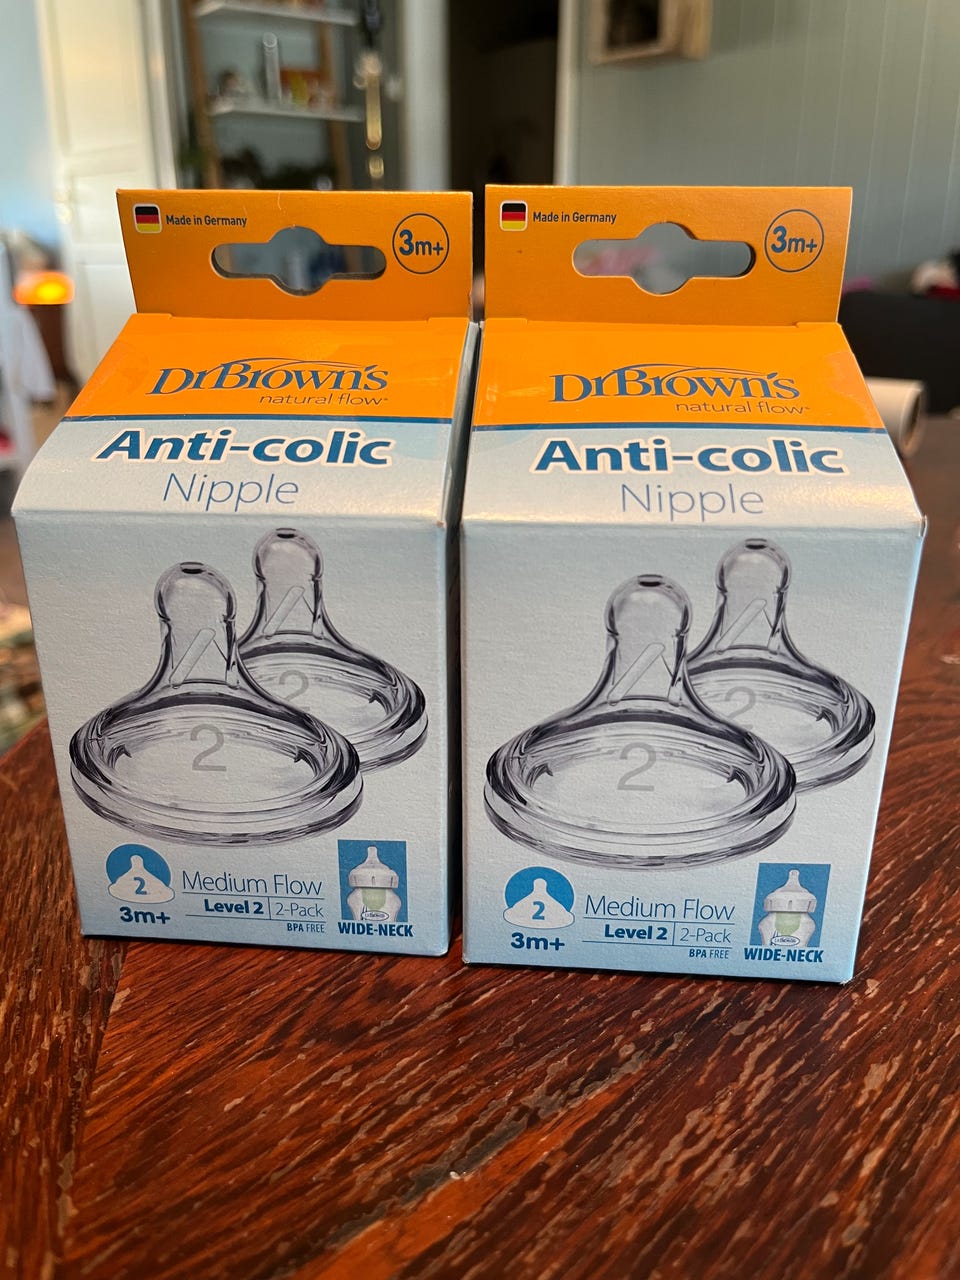 Made in Germany
3m+
DrBrown's
natural flow®
Anti-colic
Nipple
2
2
2
3m+
Medium Flow
Level 2 | 2-Pack
BPA FREE
WIDE-NECK
Made in Germany
3m+
DrBrown's
natural flow®
Anti-colic
Nipple
2
2
2
3m+
Medium Flow
Level 2 | 2-Pack
BPA FREE
WIDE-NECK